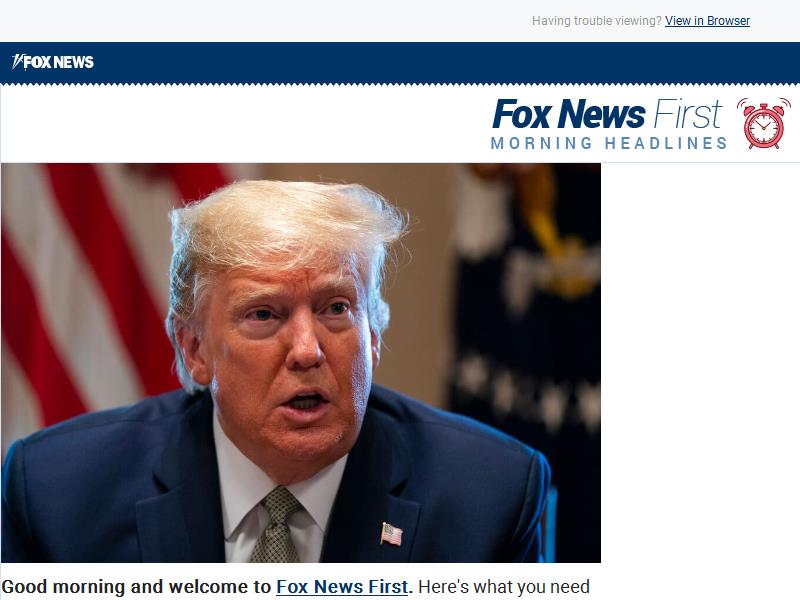 Having trouble viewing? View in Browser
FOX NEWS
Fox News First
MORNING HEADLINES
Good morning and welcome to Fox News First. Here's what you need